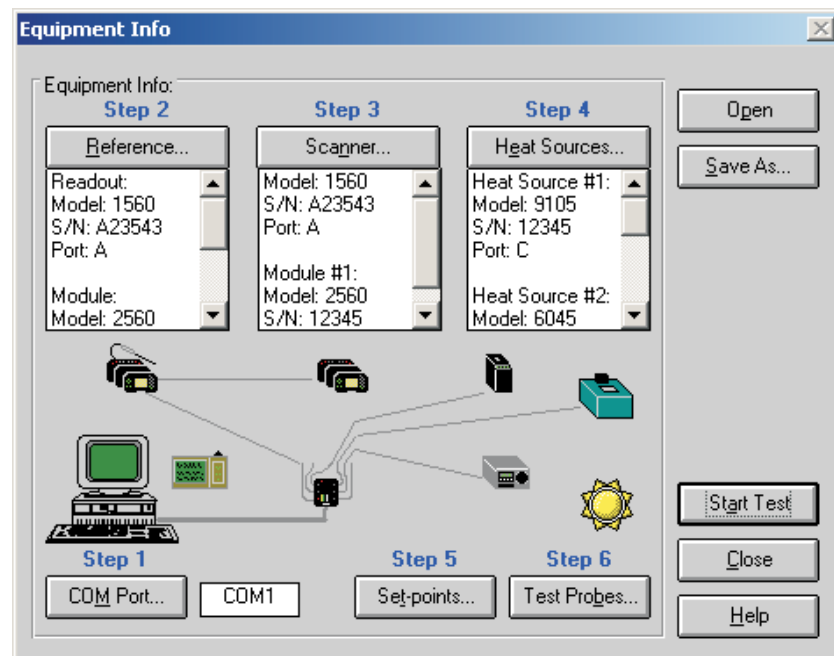 Equipment Info
Equipment Info:
Step 2
Reference...
Readout:
Model: 1560
S/N: A23543
Port: A
Module:
Model: 2560
Step 3
Scanner...
Model: 1560
S/N: A23543
Port: A
Module #1:
Model: 2560
S/N: 12345
Step 4
Heat Sources...
Heat Source #1:
Model: 9105
S/N: 12345
Port: C
Heat Source #2:
Model: 6045
Open
Save As...
Step 1
COM Port...
COM1
Step 5
Set-points...
Step 6
Test Probes...
Start Test
Close
Help